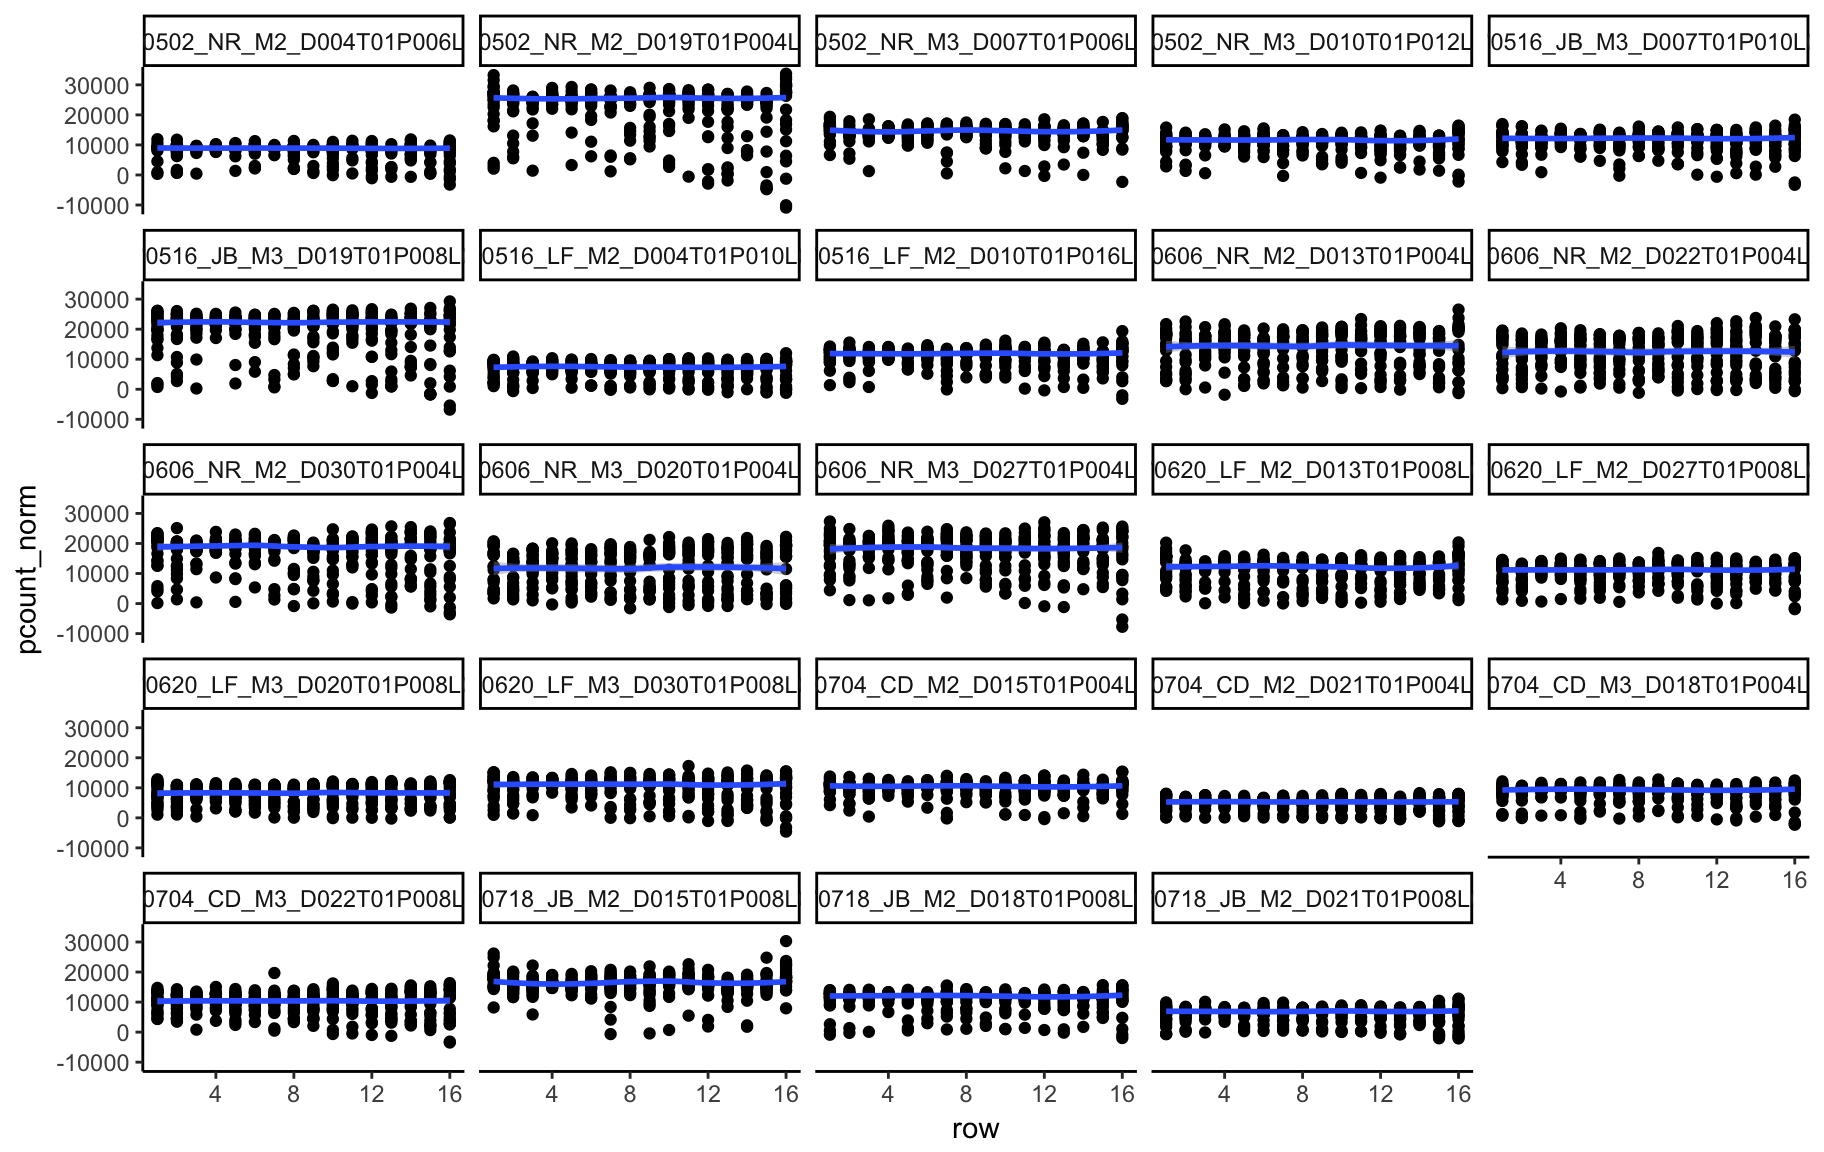 0502_NR_M2_D004T01P006L 0502_NR_M2_D019T01P004L 0502_NR_M3_D007T01P006L 0502_NR_M3_D010T01P012L 0516_JB_M3_D007T01P010L
30000
20000
10000
0
-10000
0516_JB_M3_D019T01P008L 0516_LF_M2_D004T01P010L 0516_LF_M2_D010T01P016L 0606_NR_M2_D013T01P004L 0606_NR_M2_D022T01P004L
30000
20000
10000
0
-10000
0606_NR_M2_D030T01P004L 0606_NR_M3_D020T01P004L 0606_NR_M3_D027T01P004L 0620_LF_M2_D013T01P008L 0620_LF_M2_D027T01P008L
30000
20000
10000
0
-10000
pcount_norm
0620_LF_M3_D020T01P008L 0620_LF_M3_D030T01P008L 0704_CD_M2_D015T01P004L 0704_CD_M2_D021T01P004L 0704_CD_M3_D018T01P004L
30000
20000
10000
0
-10000
4 8 12 16
0704_CD_M3_D022T01P008L 0718_JB_M2_D015T01P008L 0718_JB_M2_D018T01P008L 0718_JB_M2_D021T01P008L
30000
20000
10000
0
-10000
4 8 12 16 4 8 12 16 4 8 12 16 4 8 12 16
row